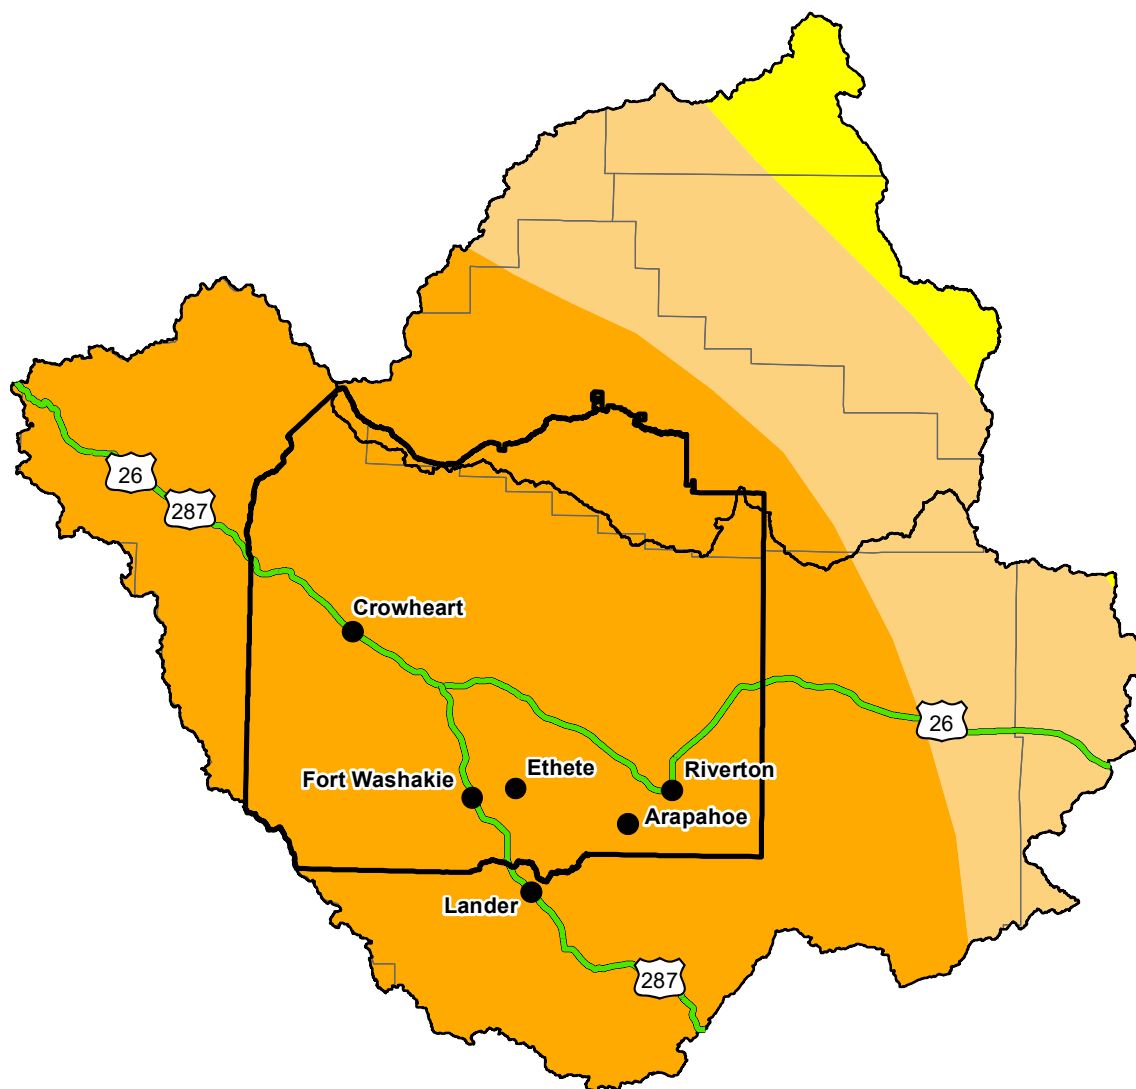 26
287
Crowheart
26
Ethete
Riverton
Fort Washakie
Arapahoe
Lander
287